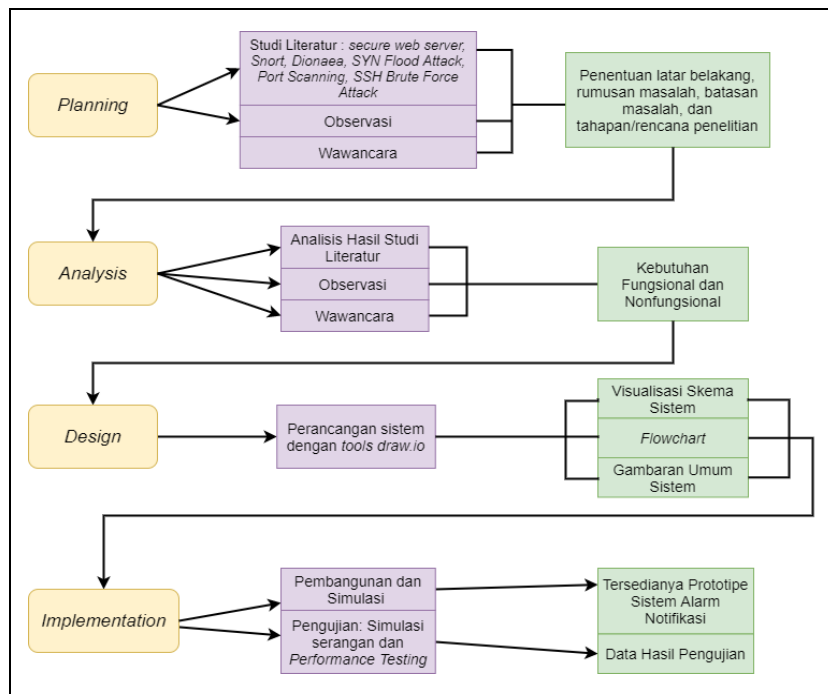 Planning
Studi Literatur : secure web server,
Snort, Dionaea, SYN Flood Attack,
Port Scanning, SSH Brute Force
Attack
Observasi
Wawancara
Penentuan latar belakang,
rumusan masalah, batasan
masalah, dan
tahapan/rencana penelitian
Analysis
Analisis Hasil Studi
Literatur
Observasi
Wawancara
Kebutuhan
Fungsional dan
Nonfungsional
Design
Perancangan sistem
dengan tools draw.io
Visualisasi Skema
Sistem
Flowchart
Gambaran Umum
Sistem
Implementation
Pembangunan dan
Simulasi
Pengujian: Simulasi
serangan dan
Performance Testing
Tersedianya Prototipe
Sistem Alarm
Notifikasi
Data Hasil Pengujian